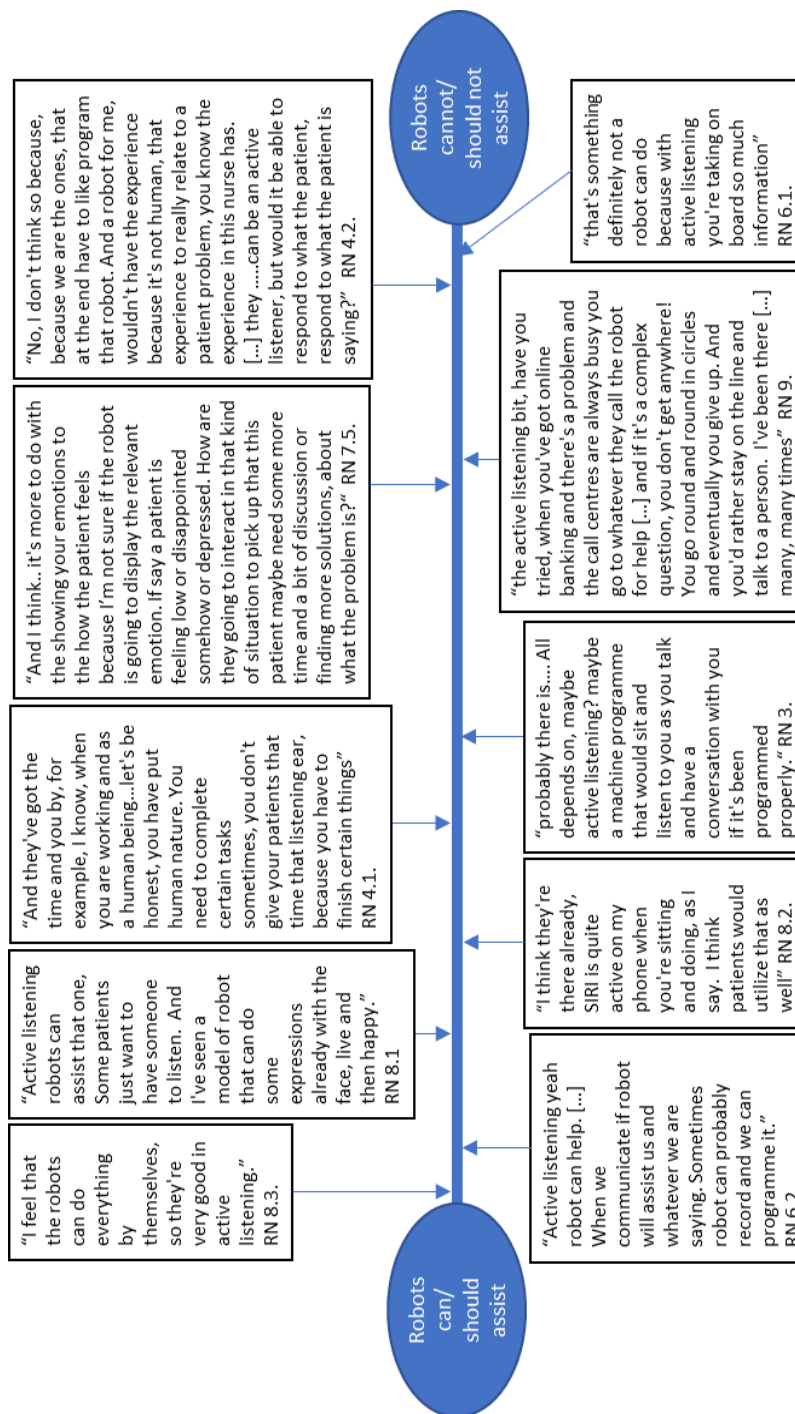 Robots
can/
should
assist
“I feel that
the robots
can do
everything
by
themselves,
so they're
very good in
active
listening.”
RN 8.3.
“Active listening
robots can
assist that one,
Some patients
just want to
have someone
to listen. And
I've seen a
model of robot
that can do
some
expressions
already with the
face, live and
then happy.”
RN 8.1
“And they've got the
time and you by, for
example, I know, when
you are working and as
a human being...let's be
honest, you have put
human nature. You
need to complete
certain tasks
sometimes, you don't
give your patients that
time that listening ear,
because you have to
finish certain things”
RN 4.1.
“And I think.. it's more to do with
the showing your emotions to
the how the patient feels
because I’m not sure if the robot
is going to display the relevant
emotion. If say a patient is
feeling low or disappointed
somehow or depressed. How are
they going to interact in that kind
of situation to pick up that this
patient maybe need some more
time and a bit of discussion or
finding more solutions, about
what the problem is?“ RN 7.5.
“No, I don't think so because,
because we are the ones, that
at the end have to like program
that robot. And a robot for me,
wouldn't have the experience
because it's not human, that
experience to really relate to a
patient problem, you know the
experience in this nurse has.
[...] they .....can be an active
listener, but would it be able to
respond to what the patient,
respond to what the patient is
saying?” RN 4.2.
Robots
cannot/
should not
assist
“Active listening yeah
robot can help. [...]
When we
communicate if robot
will assist us and
whatever we are
saying. Sometimes
robot can probably
record and we can
programme it.”
RN 6.2
“I think they're
there already,
SIRI is quite
active on my
phone when
you're sitting
and doing, as I
say. I think
patients would
utilize that as
well” RN 8.2.
“probably there is.... All
depends on, maybe
active listening? maybe
a machine programme
that would sit and
listen to you as you talk
and have a
conversation with you
if it's been
programmed
properly.“ RN 3.
“the active listening bit, have you
tried, when you've got online
banking and there's a problem and
the call centres are always busy you
go to whatever they call the robot
for help [...] and if it's a complex
question, you don't get anywhere!
You go round and round in circles
and eventually you give up. And
you'd rather stay on the line and
talk to a person. I've been there [...]
many, many times” RN 9.
“that's something
definitely not a
robot can do
because with
active listening
you're taking on
board so much
information”
RN 6.1.